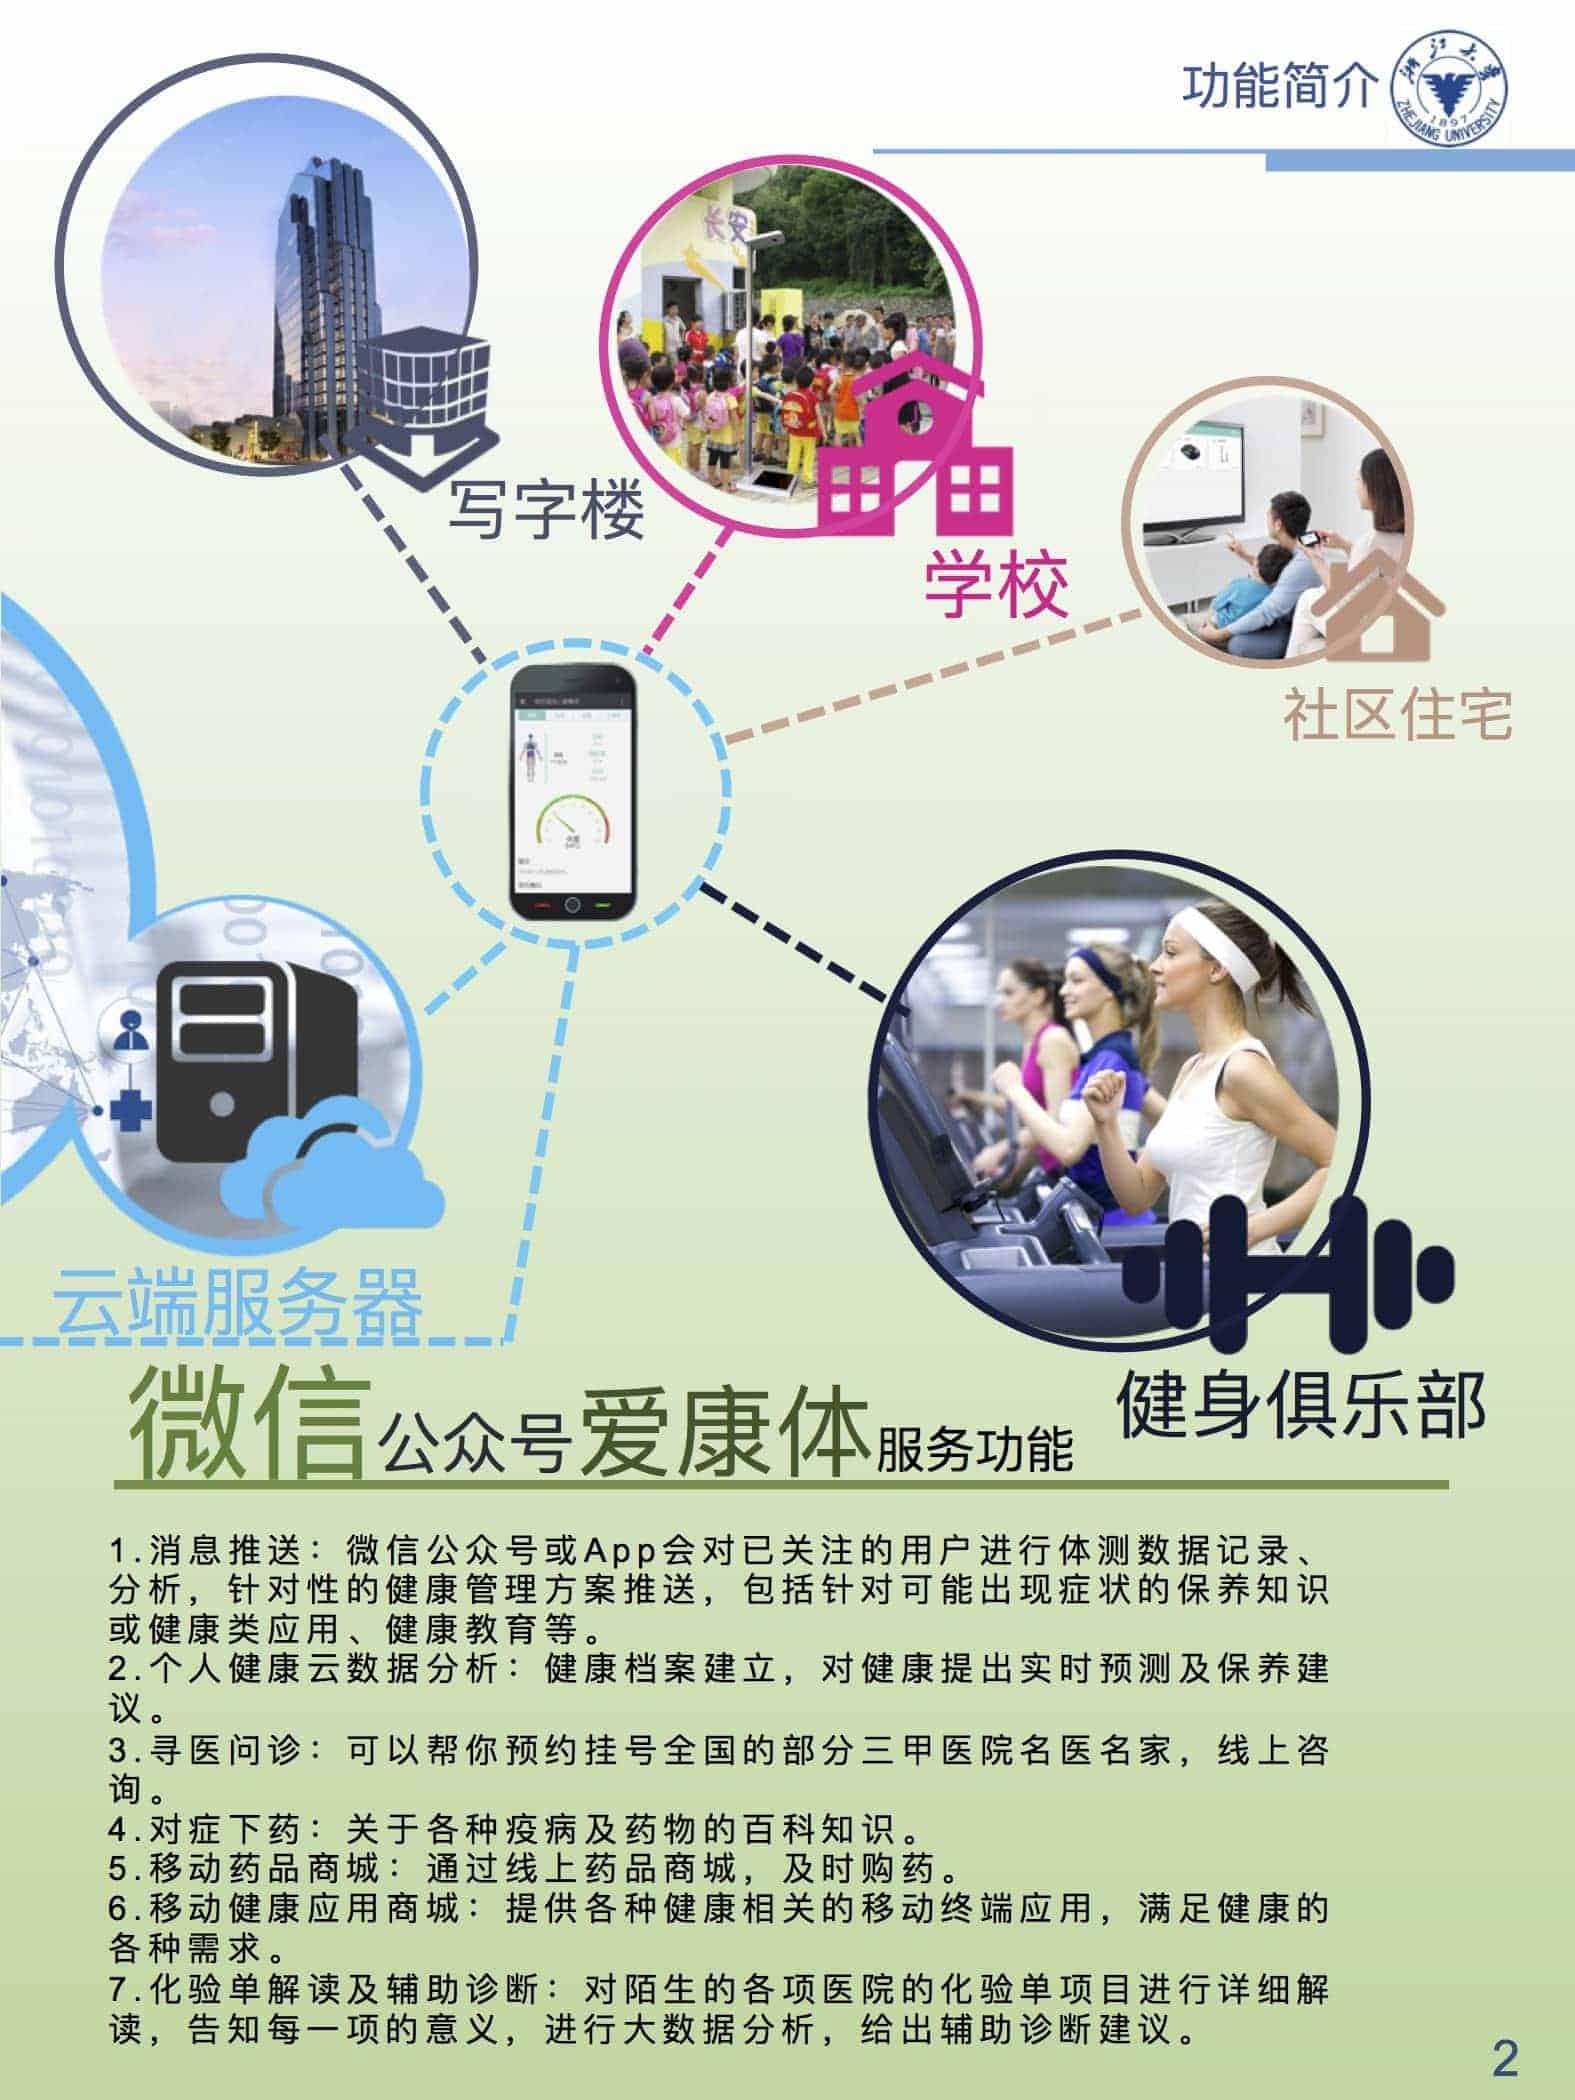 功能简介
浙江大学
ZHEJIANG UNIVERSITY
1897
长安
写字楼
学校
社区住宅
云端服务器
健身俱乐部
微信公众号爱康体服务功能
1.消息推送：微信公众号或App会对已关注的用户进行体测数据记录、
分析，针对性的健康管理方案推送，包括针对可能出现症状的保养知识
或健康类应用、健康教育等。
2.个人健康云数据分析：健康档案建立，对健康提出实时预测及保养建
议。
3.寻医问诊：可以帮你预约挂号全国的部分三甲医院名医名家，线上咨
询。
4.对症下药：关于各种疫病及药物的百科知识。
5.移动药品商城：通过线上药品商城，及时购药。
6.移动健康应用商城：提供各种健康相关的移动终端应用，满足健康的
各种需求。
7.化验单解读及辅助诊断：对陌生的各项医院的化验单项目进行详细解
读，告知每一项的意义，进行大数据分析，给出辅助诊断建议。
2